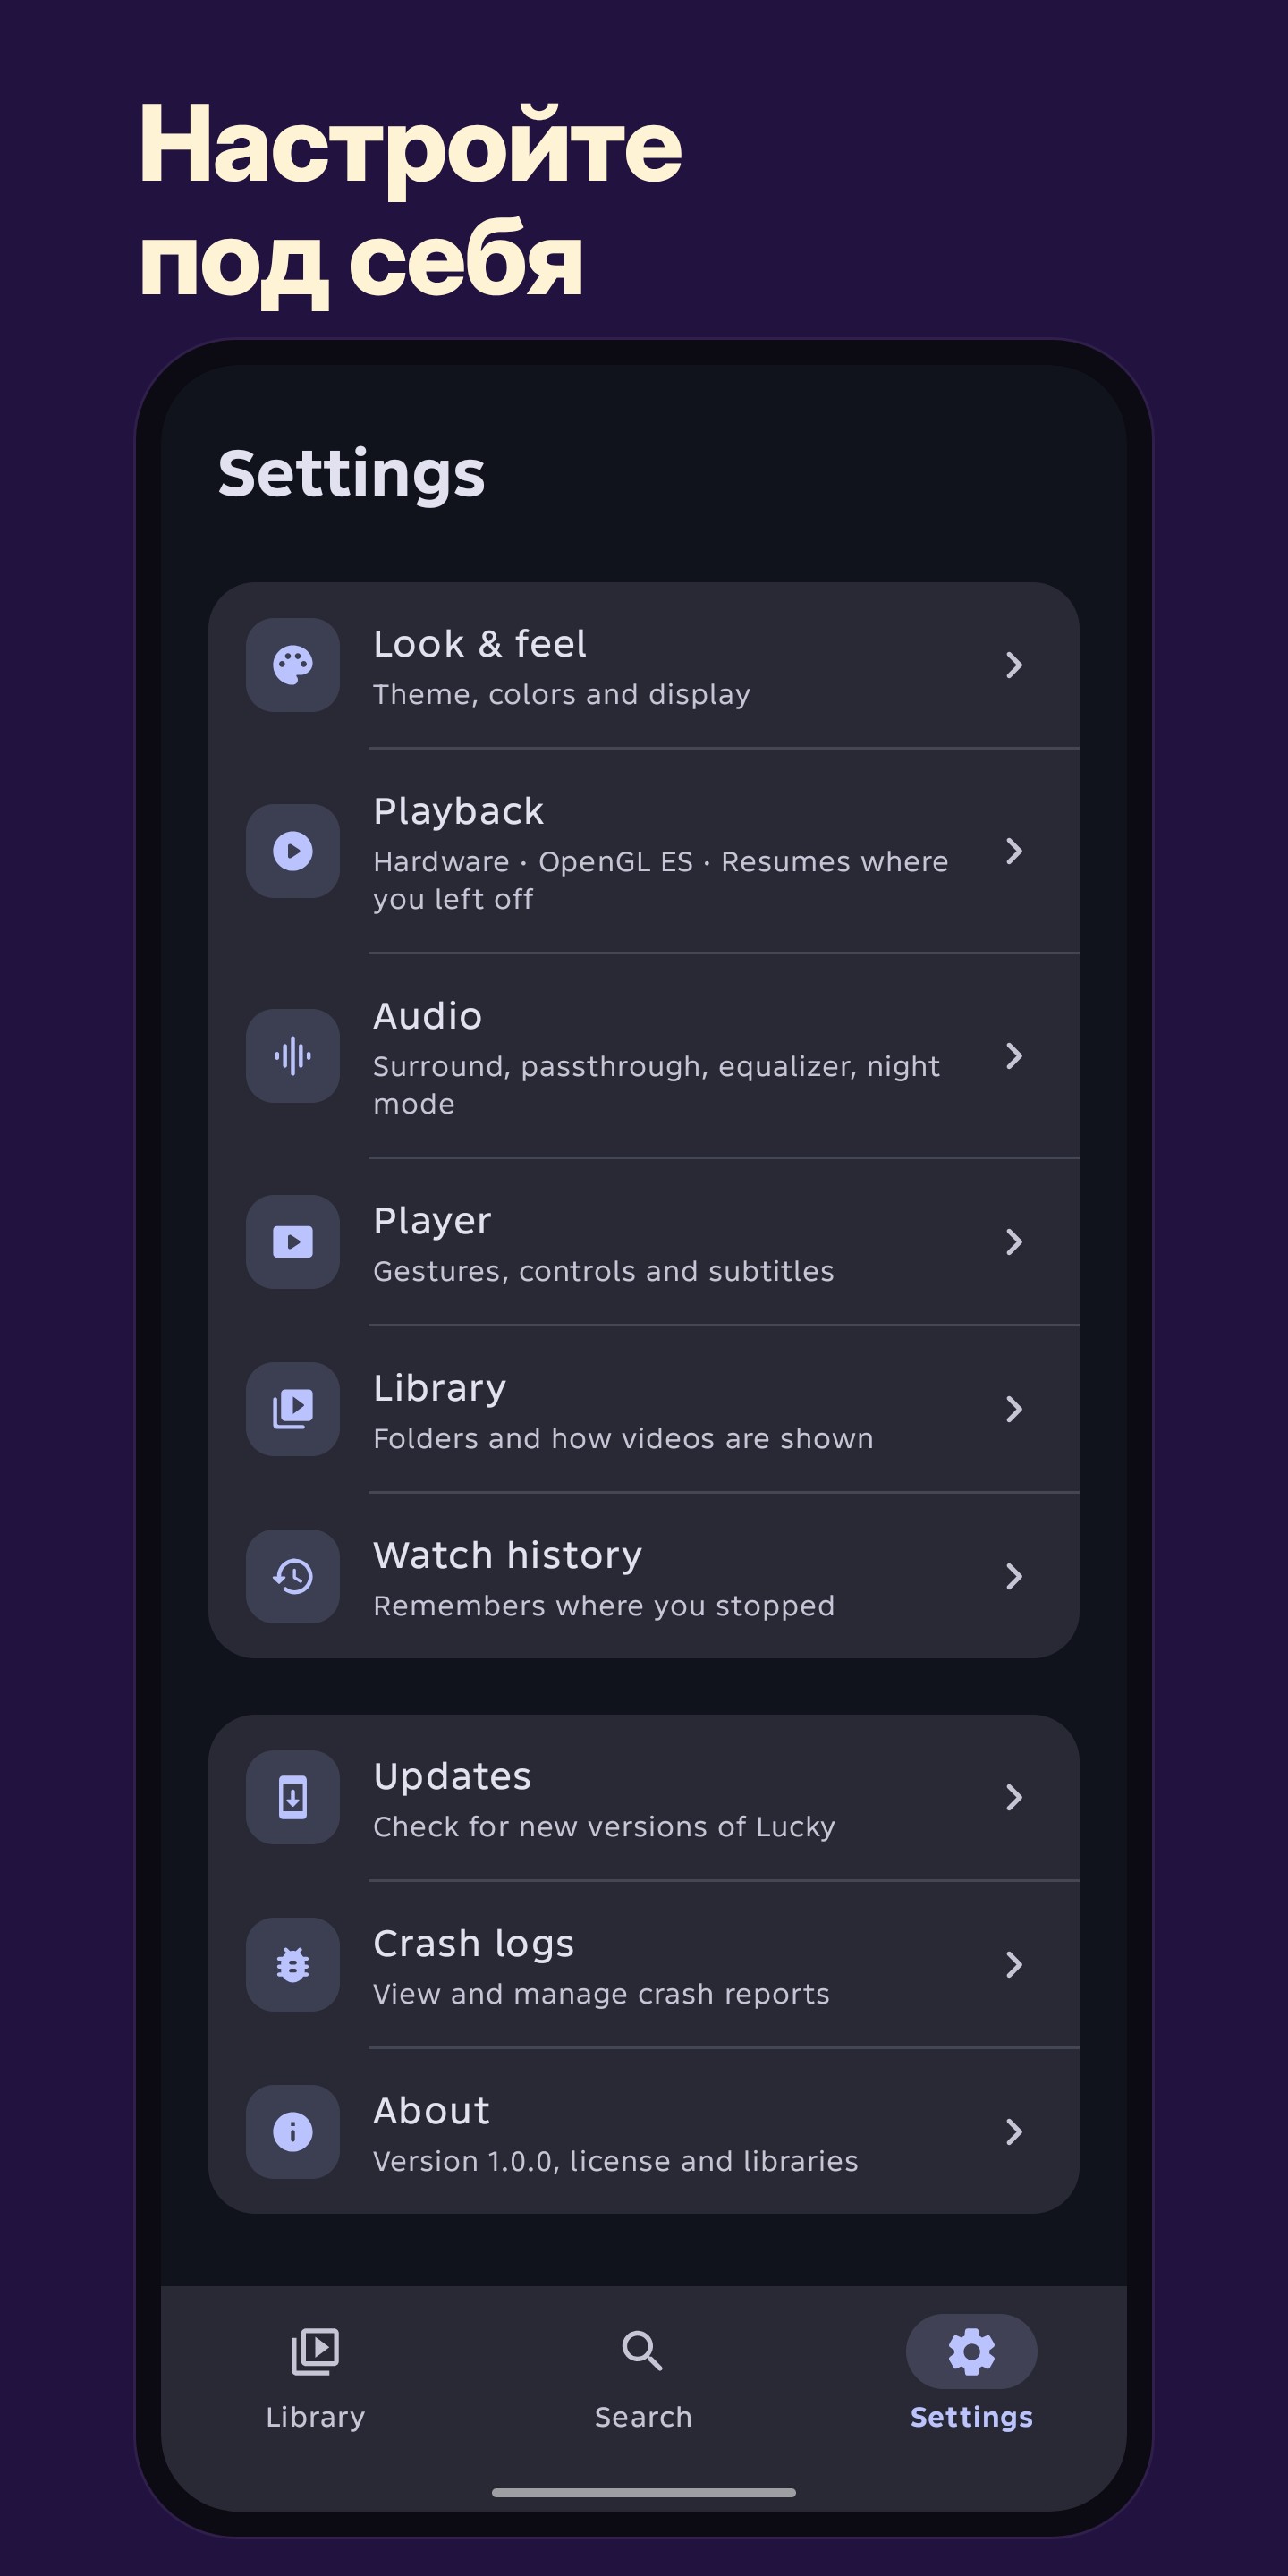 Настройте
под себя
Settings
Look & feel
Theme, colors and display
Playback
Hardware · OpenGL ES · Resumes where
you left off
Audio
Surround, passthrough, equalizer, night
mode
Player
Gestures, controls and subtitles
Library
Folders and how videos are shown
Watch history
Remembers where you stopped
Updates
Check for new versions of Lucky
Crash logs
View and manage crash reports
About
Version 1.0.0, license and libraries
Library
Search
Settings